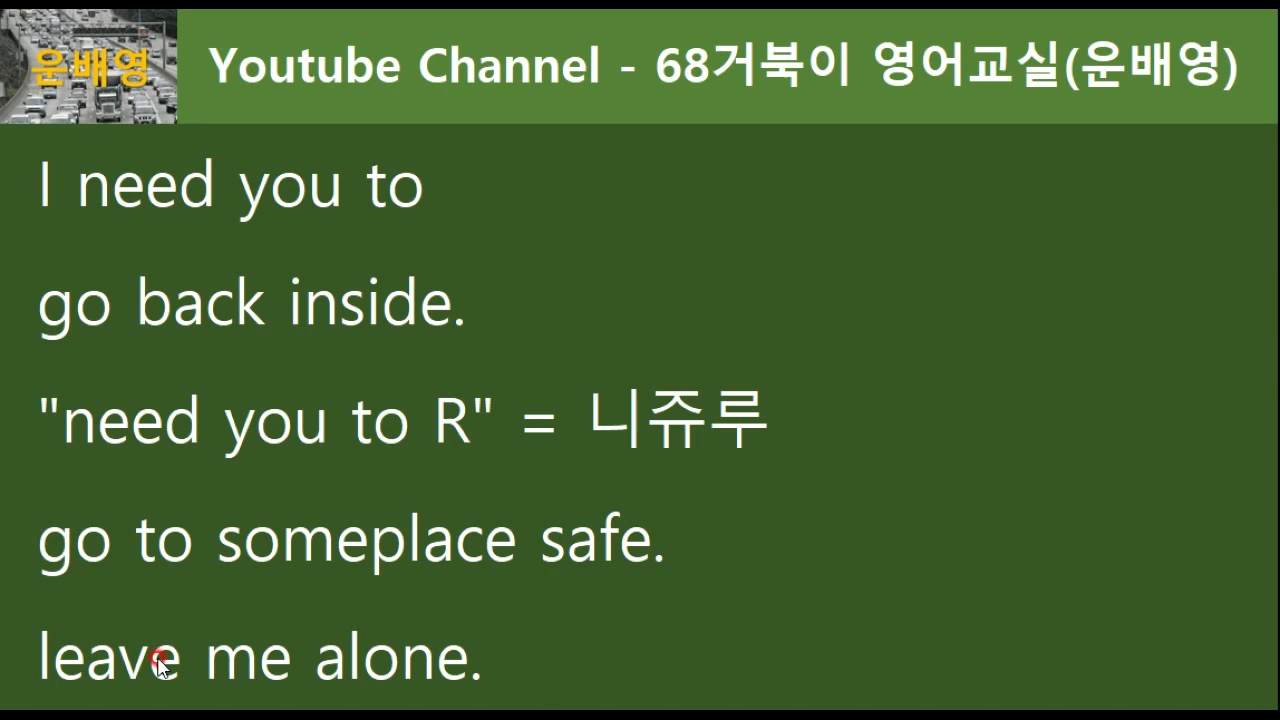 운배영
Youtube Channel - 68거북이 영어교실(운배영)
I need you to
go back inside.
"need you to R" = 니쥬루
go to someplace safe.
leave me alone.